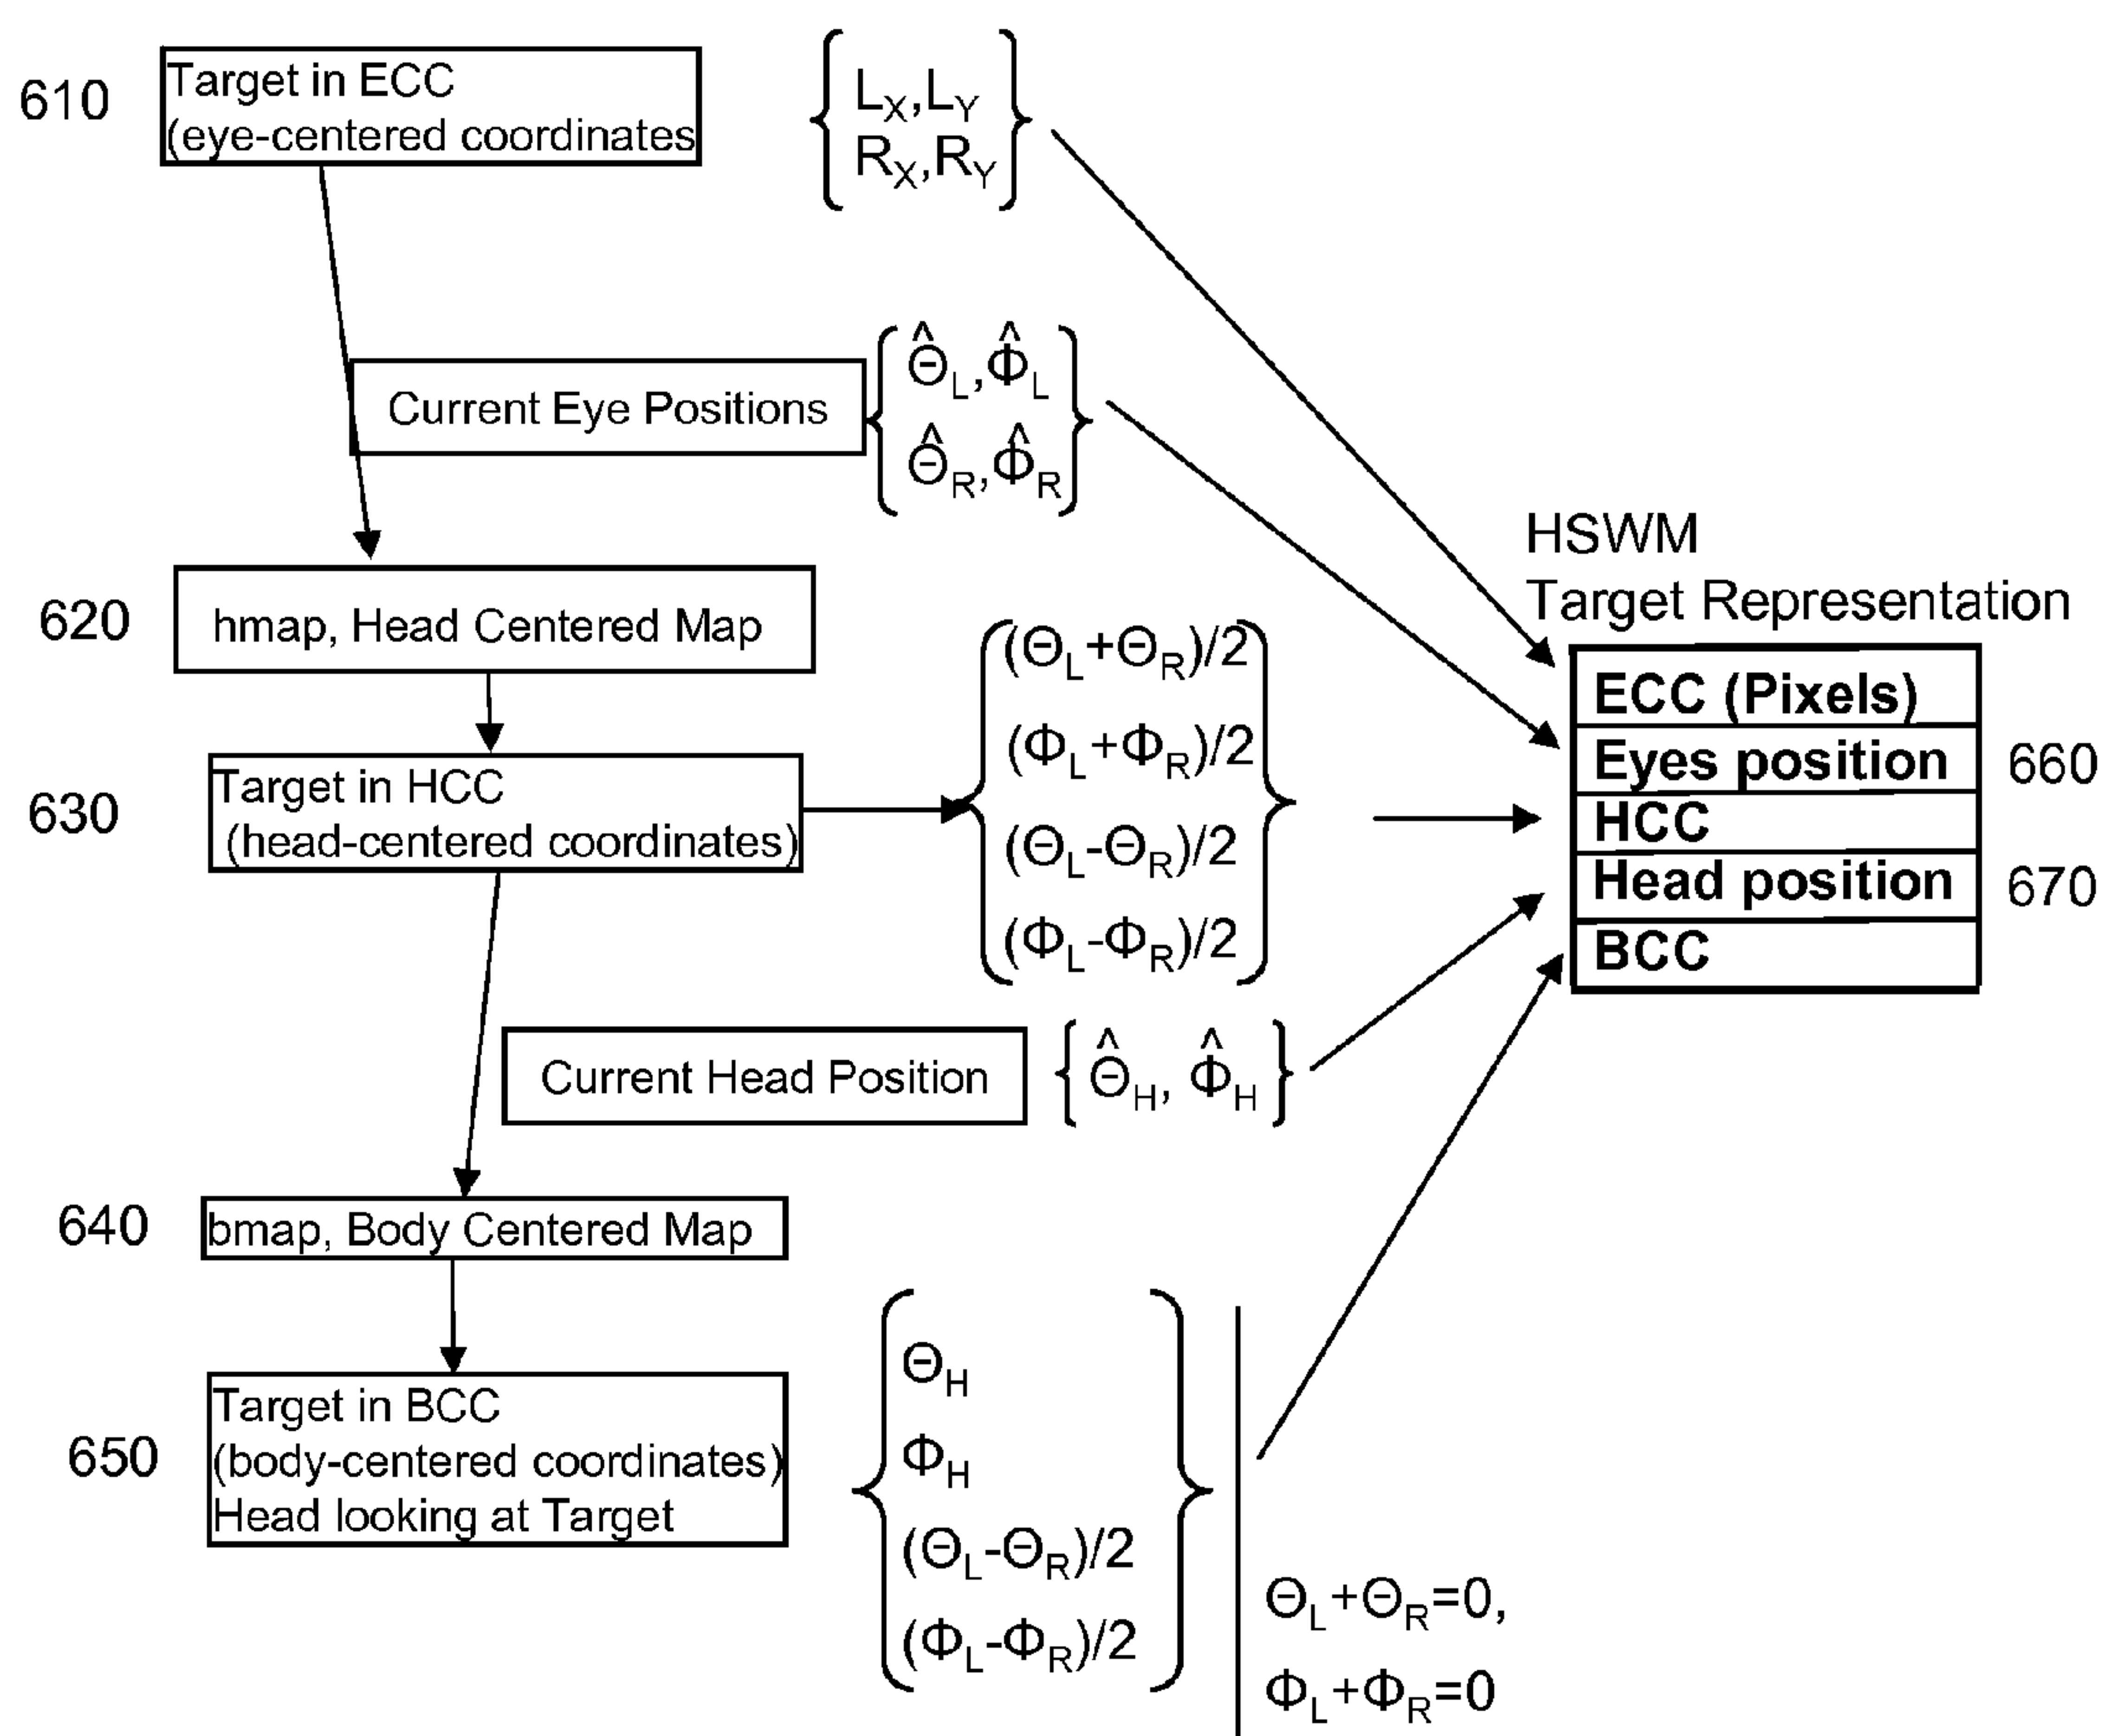 610
Target in ECC
(eye-centered coordinates
L_X,L_Y
R_X,R_Y
Current Eye Positions
Θ̂_L,Φ̂_L
Θ̂_R,Φ̂_R
HSWM
Target Representation
620
hmap, Head Centered Map
630
Target in HCC
(head-centered coordinates)
(Θ_L+Θ_R)/2
(Φ_L+Φ_R)/2
(Θ_L-Θ_R)/2
(Φ_L-Φ_R)/2
ECC (Pixels)
Eyes position
660
HCC
Head position
670
BCC
Current Head Position
Θ̂_H, Φ̂_H
640
bmap, Body Centered Map
650
Target in BCC
(body-centered coordinates)
Head looking at Target
Θ_H
Φ_H
(Θ_L-Θ_R)/2
(Φ_L-Φ_R)/2
Θ_L+Θ_R=0,
Φ_L+Φ_R=0